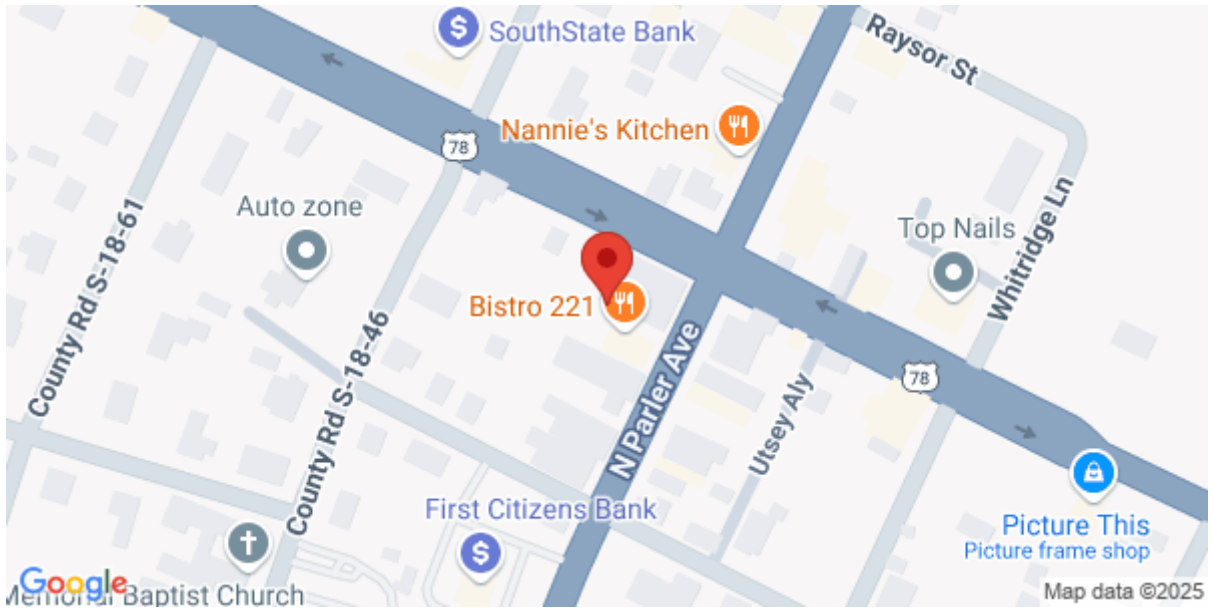 Raysor St
SouthState Bank
Nannie's Kitchen
78
Auto zone
County Rd S-18-61
Top Nails
Whitridge Ln
Bistro 221
County Rd S-18-46
N Parler Ave
78
Utsey Aly
First Citizens Bank
Picture This
Picture frame shop
Memorial Baptist Church
Google
Map data ©2025